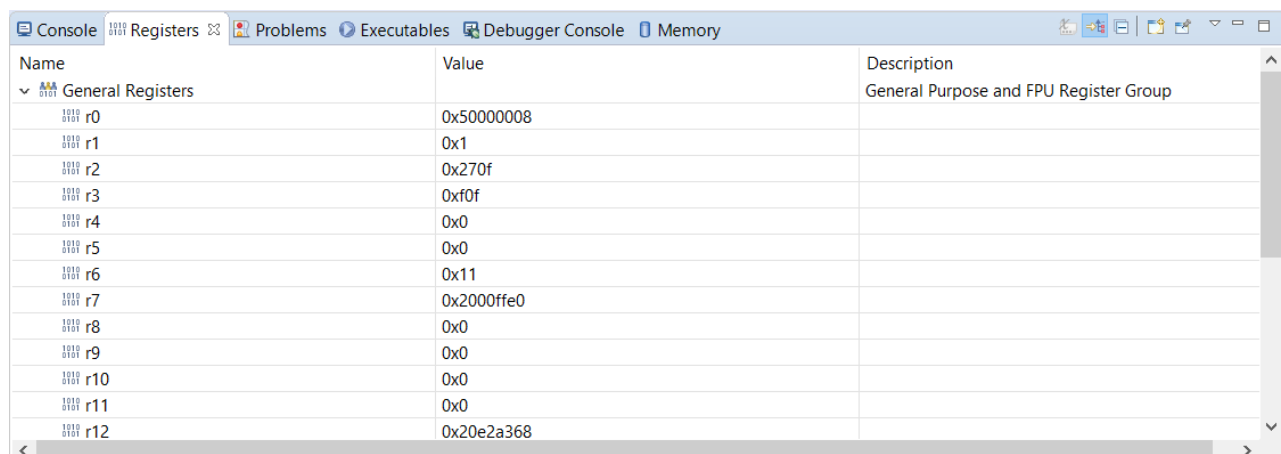 Console Registers Problems Executables Debugger Console Memory
Name Value Description
General Registers General Purpose and FPU Register Group
r0 0x50000008
r1 0x1
r2 0x270f
r3 0xf0f
r4 0x0
r5 0x0
r6 0x11
r7 0x2000ffe0
r8 0x0
r9 0x0
r10 0x0
r11 0x0
r12 0x20e2a368